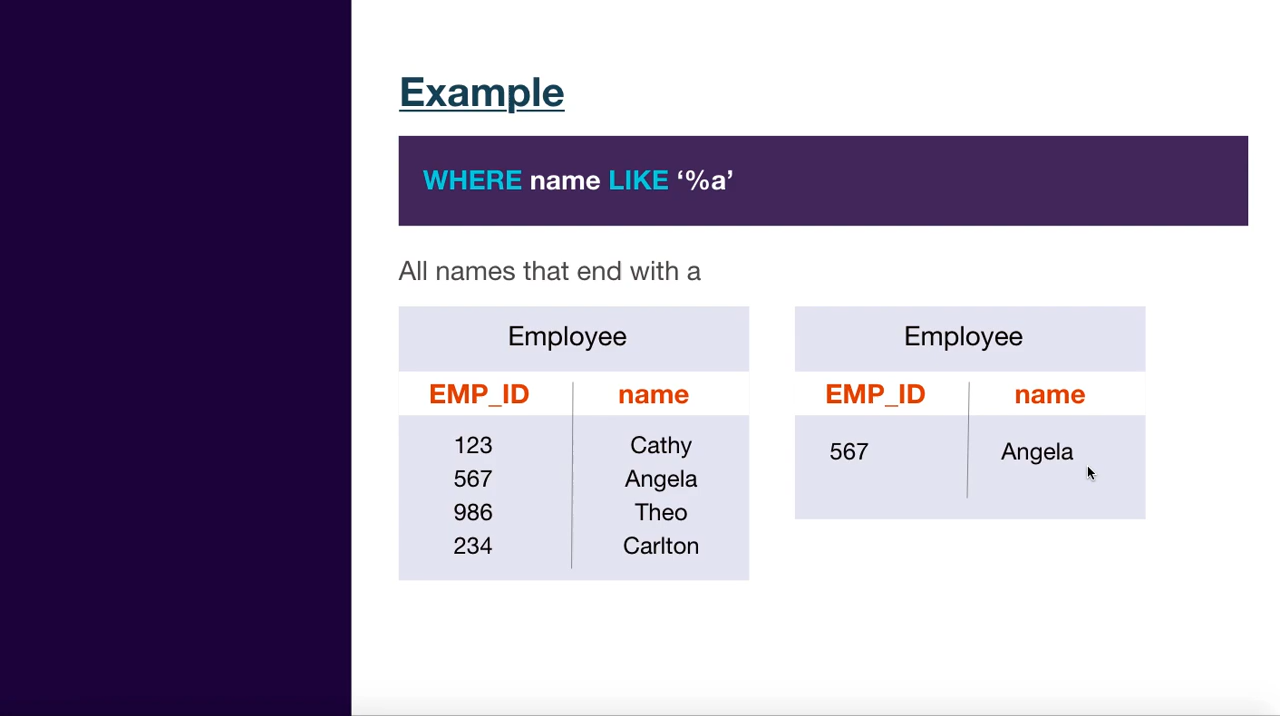 Example
WHERE name LIKE ‘%a’
All names that end with a
Employee
EMP_ID name
123 Cathy
567 Angela
986 Theo
234 Carlton
Employee
EMP_ID name
567 Angela